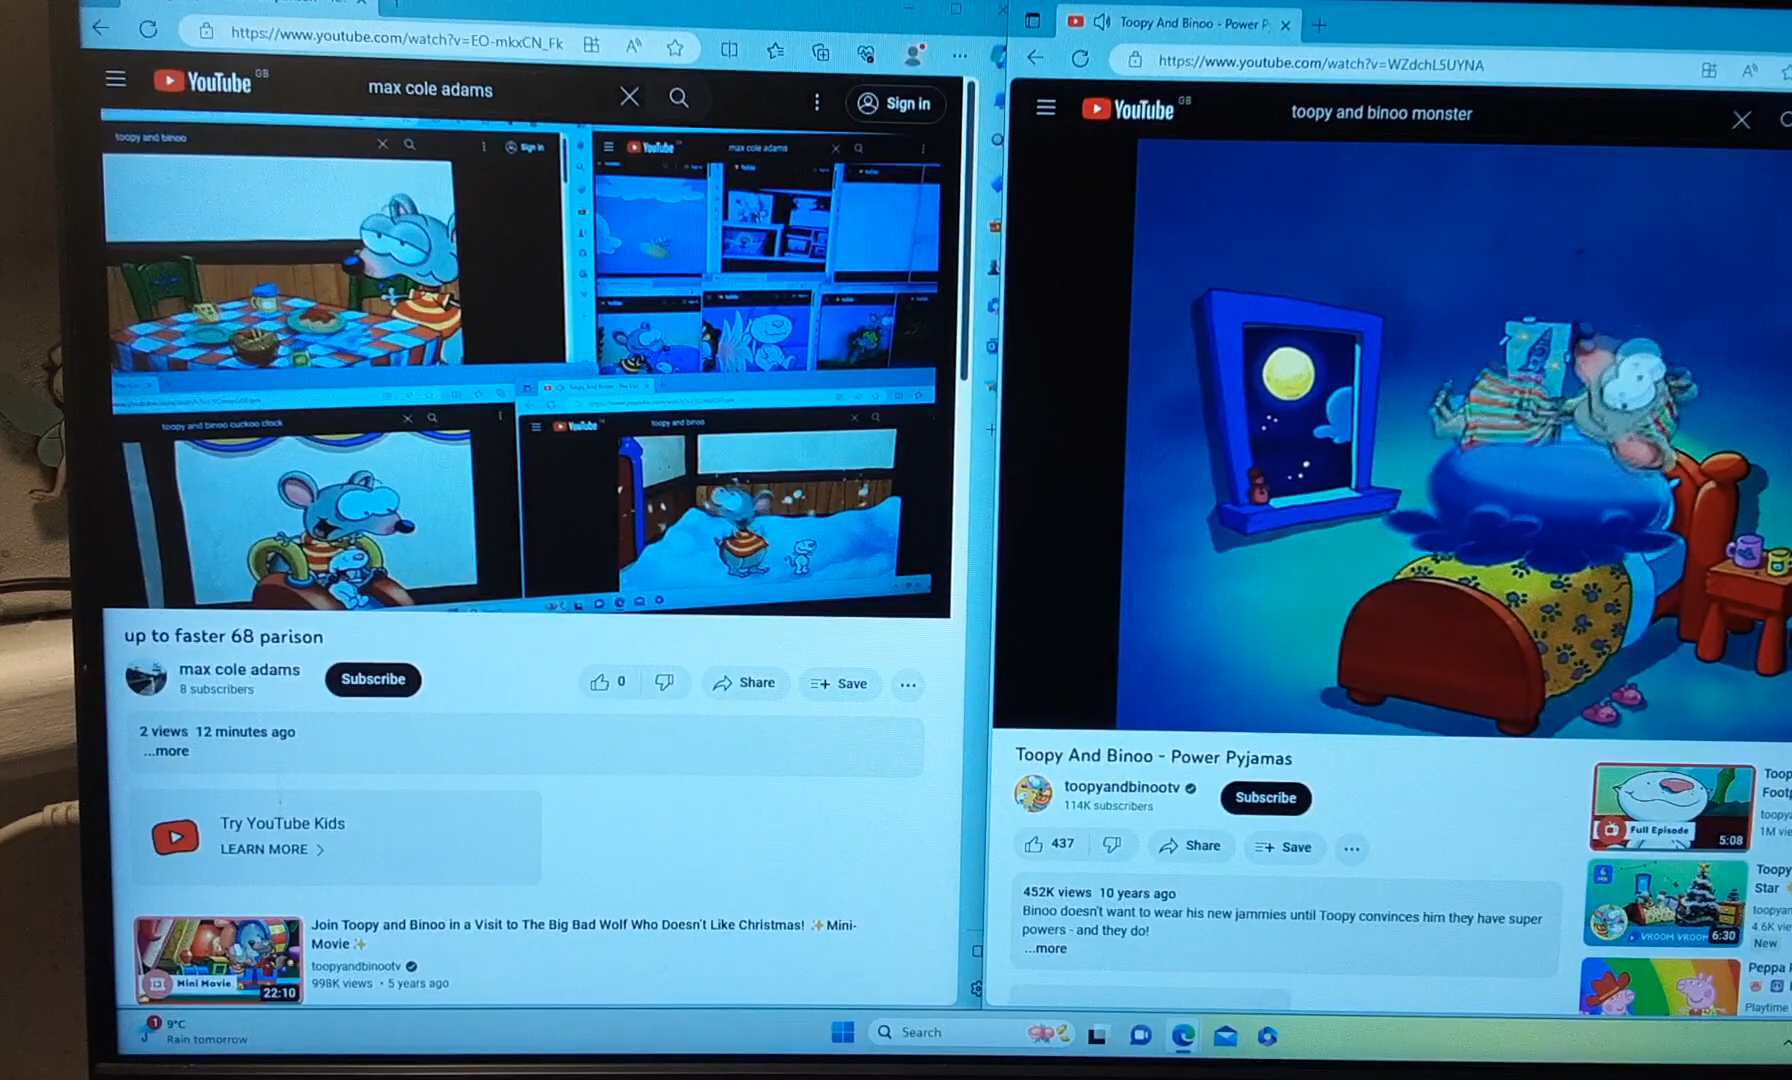 https://www.youtube.com/watch?v=EO-mkxCN_Fk
YouTube GB
max cole adams
Sign in
toopy and binoo
Sign in
YouTube
max cole adams
toopy and binoo cuckoo clock
YouTube
toopy and binoo
up to faster 68 parison
max cole adams
8 subscribers
Subscribe
0
Share
Save
2 views 12 minutes ago
...more
Try YouTube Kids
LEARN MORE
Join Toopy and Binoo in a Visit to The Big Bad Wolf Who Doesn't Like Christmas! ✨Mini-
Movie✨
toopyandbinootv
998K views • 5 years ago
Mini Movie
22:10
Toopy And Binoo - Power P
https://www.youtube.com/watch?v=WZdchL5UYNA
YouTube GB
toopy and binoo monster
Toopy And Binoo - Power Pyjamas
toopyandbinootv
114K subscribers
Subscribe
437
Share
Save
452K views 10 years ago
Binoo doesn't want to wear his new jammies until Toopy convinces him they have super
powers - and they do!
...more
Full Episode
5:08
Toop
Footp
toopya
1M vie
VROOM VROOM
6:30
Toopy
Star
toopyan
4.6K vie
New
Peppa
Playtime
1
9°C
Rain tomorrow
Search